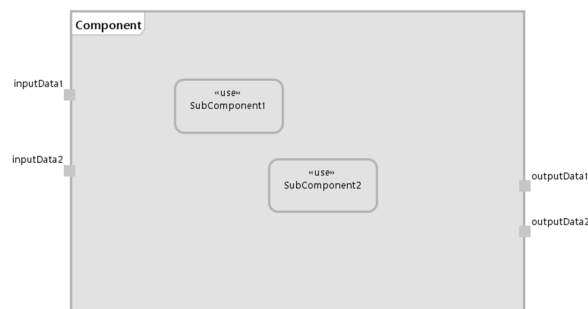 Component
inputData1
«use»
SubComponent1
inputData2
«use»
SubComponent2
outputData1
outputData2